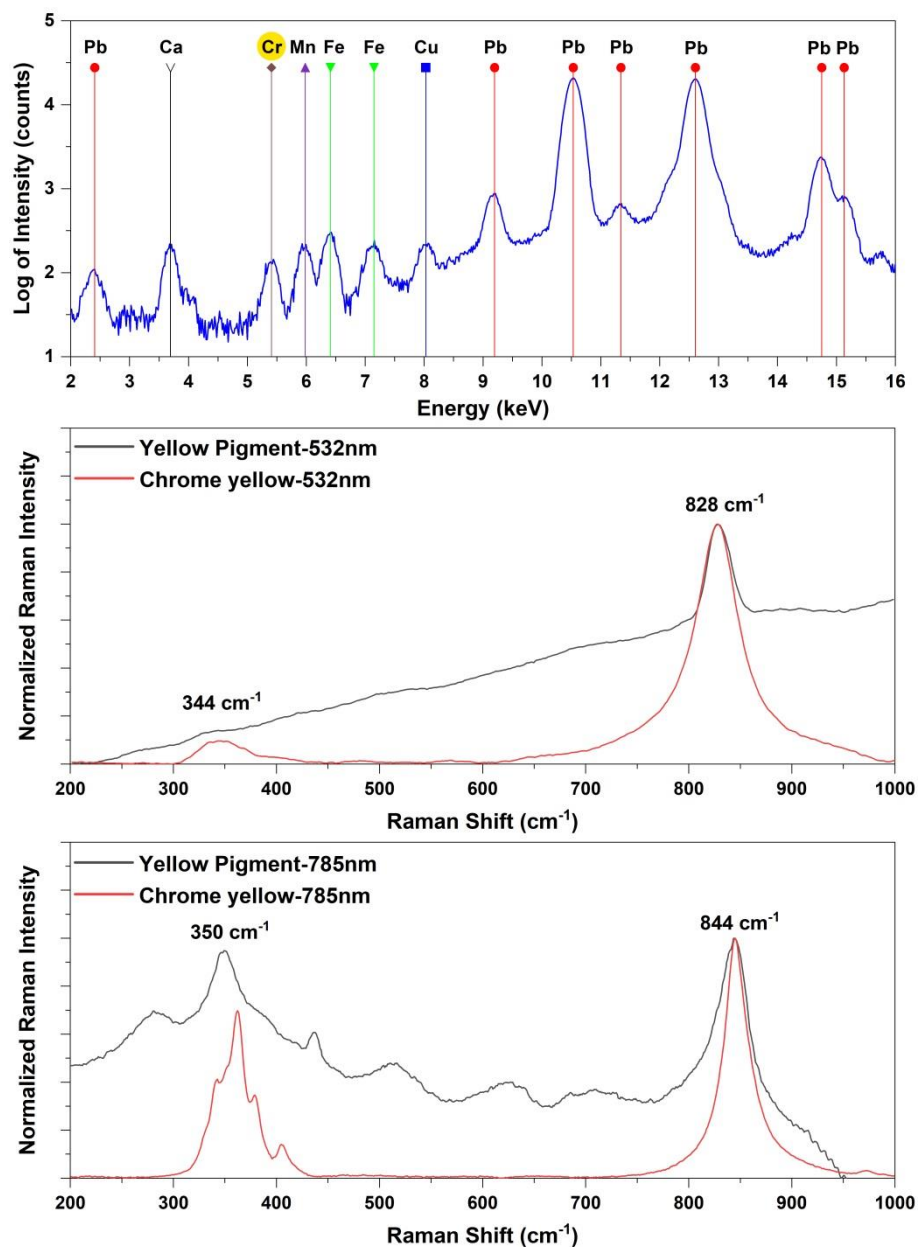 Pb Ca Cr Mn Fe Fe Cu Pb Pb Pb Pb Pb Pb
5
4
3
2
1
Log of Intensity (counts)
2 3 4 5 6 7 8 9 10 11 12 13 14 15 16
Energy (keV)
Yellow Pigment-532nm
Chrome yellow-532nm
828 cm⁻¹
344 cm⁻¹
Normalized Raman Intensity
200 300 400 500 600 700 800 900 1000
Raman Shift (cm⁻¹)
Yellow Pigment-785nm
Chrome yellow-785nm
350 cm⁻¹ 844 cm⁻¹
Normalized Raman Intensity
200 300 400 500 600 700 800 900 1000
Raman Shift (cm⁻¹)